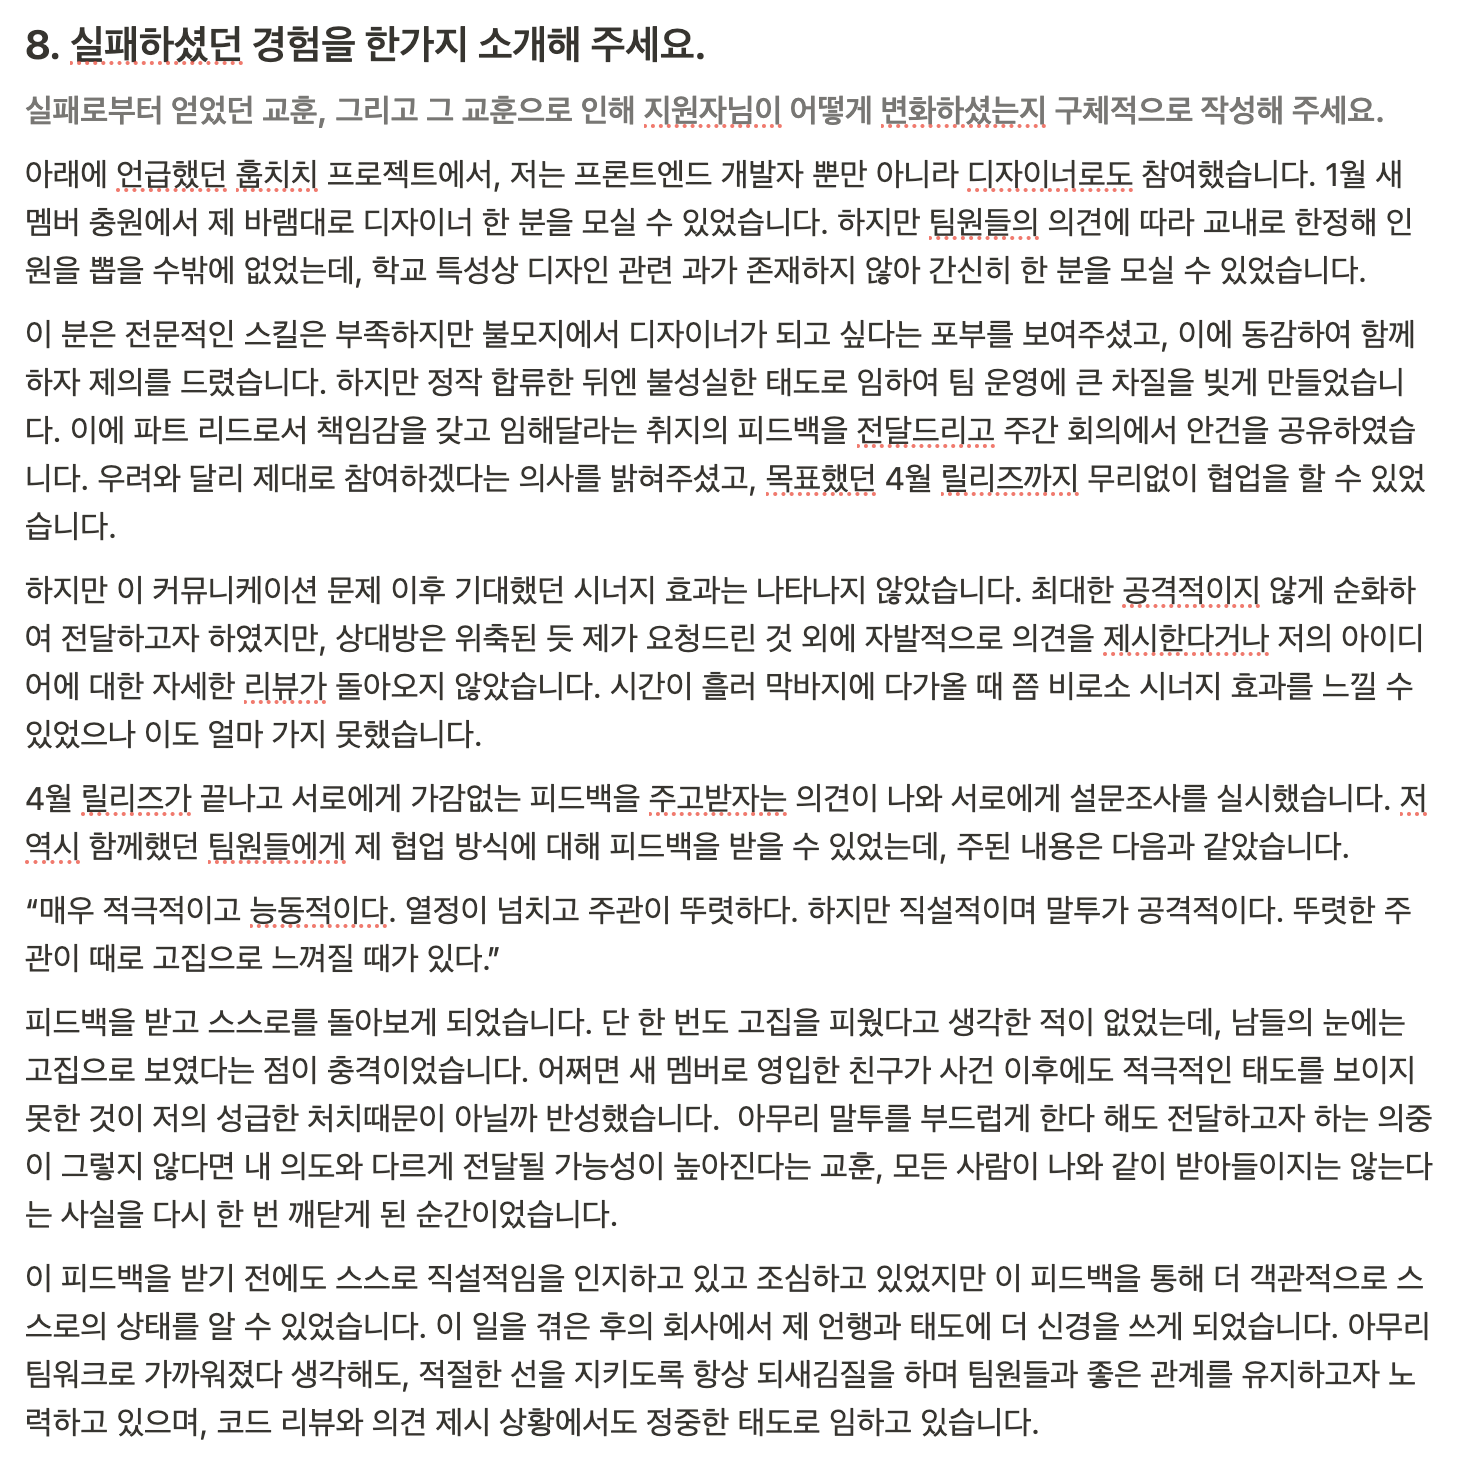 8. 실패하셨던 경험을 한가지 소개해 주세요.
실패로부터 얻었던 교훈, 그리고 그 교훈으로 인해 지원자님이 어떻게 변화하셨는지 구체적으로 작성해 주세요.
아래에 언급했던 훕치치 프로젝트에서, 저는 프론트엔드 개발자 뿐만 아니라 디자이너로도 참여했습니다. 1월 새
멤버 충원에서 제 바램대로 디자이너 한 분을 모실 수 있었습니다. 하지만 팀원들의 의견에 따라 교내로 한정해 인
원을 뽑을 수밖에 없었는데, 학교 특성상 디자인 관련 과가 존재하지 않아 간신히 한 분을 모실 수 있었습니다.
이 분은 전문적인 스킬은 부족하지만 불모지에서 디자이너가 되고 싶다는 포부를 보여주셨고, 이에 동감하여 함께
하자 제의를 드렸습니다. 하지만 정작 합류한 뒤엔 불성실한 태도로 임하여 팀 운영에 큰 차질을 빚게 만들었습니
다. 이에 파트 리드로서 책임감을 갖고 임해달라는 취지의 피드백을 전달드리고 주간 회의에서 안건을 공유하였습
니다. 우려와 달리 제대로 참여하겠다는 의사를 밝혀주셨고, 목표했던 4월 릴리즈까지 무리없이 협업을 할 수 있었
습니다.
하지만 이 커뮤니케이션 문제 이후 기대했던 시너지 효과는 나타나지 않았습니다. 최대한 공격적이지 않게 순화하
여 전달하고자 하였지만, 상대방은 위축된 듯 제가 요청드린 것 외에 자발적으로 의견을 제시한다거나 저의 아이디
어에 대한 자세한 리뷰가 돌아오지 않았습니다. 시간이 흘러 막바지에 다가올 때 쯤 비로소 시너지 효과를 느낄 수
있었으나 이도 얼마 가지 못했습니다.
4월 릴리즈가 끝나고 서로에게 가감없는 피드백을 주고받자는 의견이 나와 서로에게 설문조사를 실시했습니다. 저
역시 함께했던 팀원들에게 제 협업 방식에 대해 피드백을 받을 수 있었는데, 주된 내용은 다음과 같았습니다.
“매우 적극적이고 능동적이다. 열정이 넘치고 주관이 뚜렷하다. 하지만 직설적이며 말투가 공격적이다. 뚜렷한 주
관이 때로 고집으로 느껴질 때가 있다.”
피드백을 받고 스스로를 돌아보게 되었습니다. 단 한 번도 고집을 피웠다고 생각한 적이 없었는데, 남들의 눈에는
고집으로 보였다는 점이 충격이었습니다. 어쩌면 새 멤버로 영입한 친구가 사건 이후에도 적극적인 태도를 보이지
못한 것이 저의 성급한 처치때문이 아닐까 반성했습니다.  아무리 말투를 부드럽게 한다 해도 전달하고자 하는 의중
이 그렇지 않다면 내 의도와 다르게 전달될 가능성이 높아진다는 교훈, 모든 사람이 나와 같이 받아들이지는 않는다
는 사실을 다시 한 번 깨닫게 된 순간이었습니다.
이 피드백을 받기 전에도 스스로 직설적임을 인지하고 있고 조심하고 있었지만 이 피드백을 통해 더 객관적으로 스
스로의 상태를 알 수 있었습니다. 이 일을 겪은 후의 회사에서 제 언행과 태도에 더 신경을 쓰게 되었습니다. 아무리
팀워크로 가까워졌다 생각해도, 적절한 선을 지키도록 항상 되새김질을 하며 팀원들과 좋은 관계를 유지하고자 노
력하고 있으며, 코드 리뷰와 의견 제시 상황에서도 정중한 태도로 임하고 있습니다.